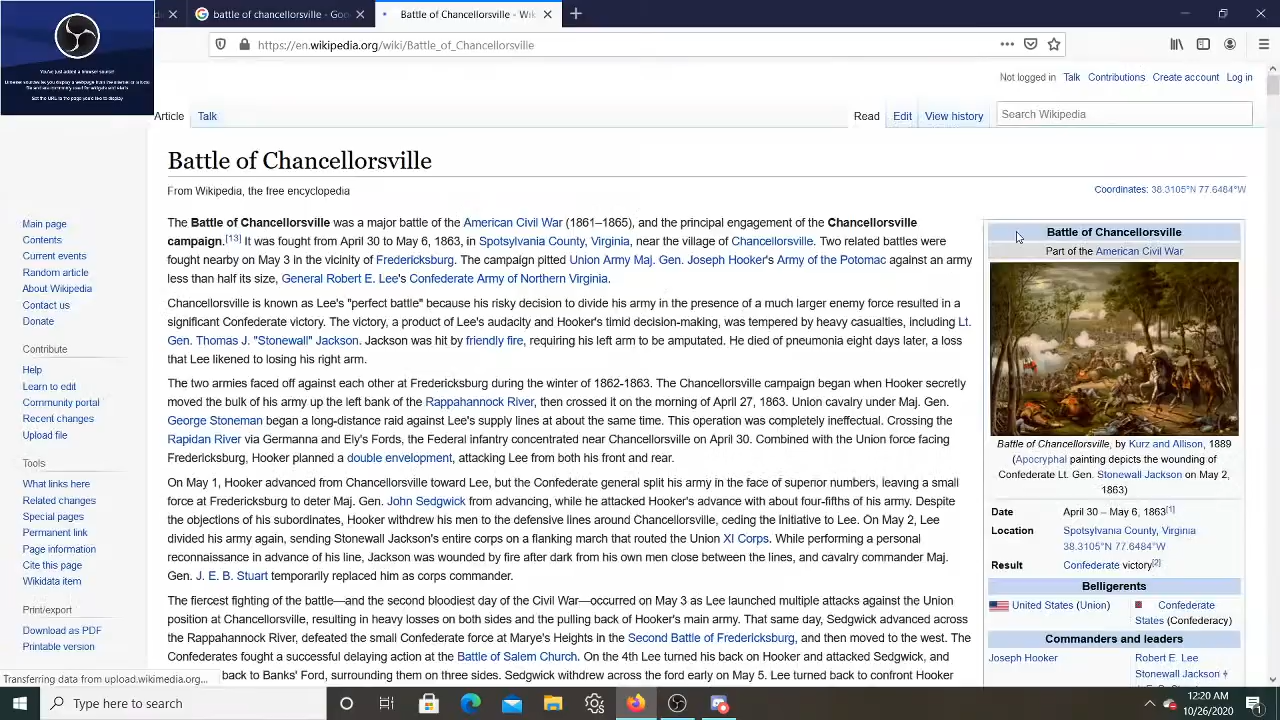 battle of chancellorsville - Goo
Battle of Chancellorsville - Wik
https://en.wikipedia.org/wiki/Battle_of_Chancellorsville
You've just added a browser source!
Not logged in Talk Contributions Create account Log in
Article Talk
Read Edit View history
Search Wikipedia
Battle of Chancellorsville
From Wikipedia, the free encyclopedia
Coordinates: 38.3105°N 77.6484°W
Main page
Contents
Current events
Random article
About Wikipedia
Contact us
Donate
Contribute
Help
Learn to edit
Community portal
Recent changes
Upload file
Tools
What links here
Related changes
Special pages
Permanent link
Page information
Cite this page
Wikidata item
Print/export
Download as PDF
Printable version
The Battle of Chancellorsville was a major battle of the American Civil War (1861–1865), and the principal engagement of the Chancellorsville
campaign.[13] It was fought from April 30 to May 6, 1863, in Spotsylvania County, Virginia, near the village of Chancellorsville. Two related battles were
fought nearby on May 3 in the vicinity of Fredericksburg. The campaign pitted Union Army Maj. Gen. Joseph Hooker's Army of the Potomac against an army
less than half its size, General Robert E. Lee's Confederate Army of Northern Virginia.
Chancellorsville is known as Lee's "perfect battle" because his risky decision to divide his army in the presence of a much larger enemy force resulted in a
significant Confederate victory. The victory, a product of Lee's audacity and Hooker's timid decision-making, was tempered by heavy casualties, including Lt.
Gen. Thomas J. "Stonewall" Jackson. Jackson was hit by friendly fire, requiring his left arm to be amputated. He died of pneumonia eight days later, a loss
that Lee likened to losing his right arm.
The two armies faced off against each other at Fredericksburg during the winter of 1862-1863. The Chancellorsville campaign began when Hooker secretly
moved the bulk of his army up the left bank of the Rappahannock River, then crossed it on the morning of April 27, 1863. Union cavalry under Maj. Gen.
George Stoneman began a long-distance raid against Lee's supply lines at about the same time. This operation was completely ineffectual. Crossing the
Rapidan River via Germanna and Ely's Fords, the Federal infantry concentrated near Chancellorsville on April 30. Combined with the Union force facing
Fredericksburg, Hooker planned a double envelopment, attacking Lee from both his front and rear.
On May 1, Hooker advanced from Chancellorsville toward Lee, but the Confederate general split his army in the face of superior numbers, leaving a small
force at Fredericksburg to deter Maj. Gen. John Sedgwick from advancing, while he attacked Hooker's advance with about four-fifths of his army. Despite
the objections of his subordinates, Hooker withdrew his men to the defensive lines around Chancellorsville, ceding the initiative to Lee. On May 2, Lee
divided his army again, sending Stonewall Jackson's entire corps on a flanking march that routed the Union XI Corps. While performing a personal
reconnaissance in advance of his line, Jackson was wounded by fire after dark from his own men close between the lines, and cavalry commander Maj.
Gen. J. E. B. Stuart temporarily replaced him as corps commander.
The fiercest fighting of the battle—and the second bloodiest day of the Civil War—occurred on May 3 as Lee launched multiple attacks against the Union
position at Chancellorsville, resulting in heavy losses on both sides and the pulling back of Hooker's main army. That same day, Sedgwick advanced across
the Rappahannock River, defeated the small Confederate force at Marye's Heights in the Second Battle of Fredericksburg, and then moved to the west. The
Confederates fought a successful delaying action at the Battle of Salem Church. On the 4th Lee turned his back on Hooker and attacked Sedgwick, and
back to Banks' Ford, surrounding them on three sides. Sedgwick withdrew across the ford early on May 5. Lee turned back to confront Hooker
Battle of Chancellorsville
Part of the American Civil War
Battle of Chancellorsville, by Kurz and Allison, 1889
(Apocryphal painting depicts the wounding of
Confederate Lt. Gen. Stonewall Jackson on May 2,
1863)
Date April 30 – May 6, 1863[1]
Location Spotsylvania County, Virginia
38.3105°N 77.6484°W
Result Confederate victory[2]
Belligerents
United States (Union) Confederate
States (Confederacy)
Commanders and leaders
Joseph Hooker Robert E. Lee
Stonewall Jackson
Transferring data from upload.wikimedia.org...
Type here to search
12:20 AM
10/26/2020